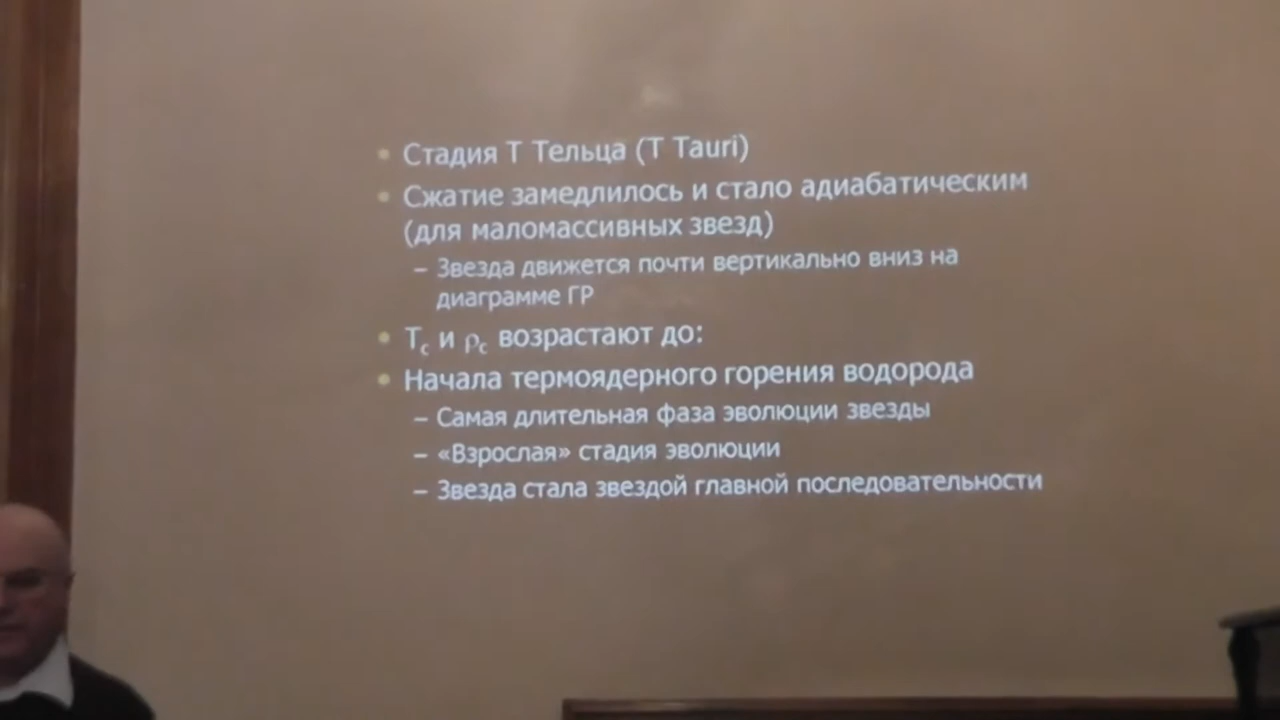 • Стадия Т Тельца (T Tauri)
• Сжатие замедлилось и стало адиабатическим
(для маломассивных звезд)
– Звезда движется почти вертикально вниз на
диаграмме ГР
• Tc и ρc возрастают до:
• Начала термоядерного горения водорода
– Самая длительная фаза эволюции звезды
– «Взрослая» стадия эволюции
– Звезда стала звездой главной последовательности